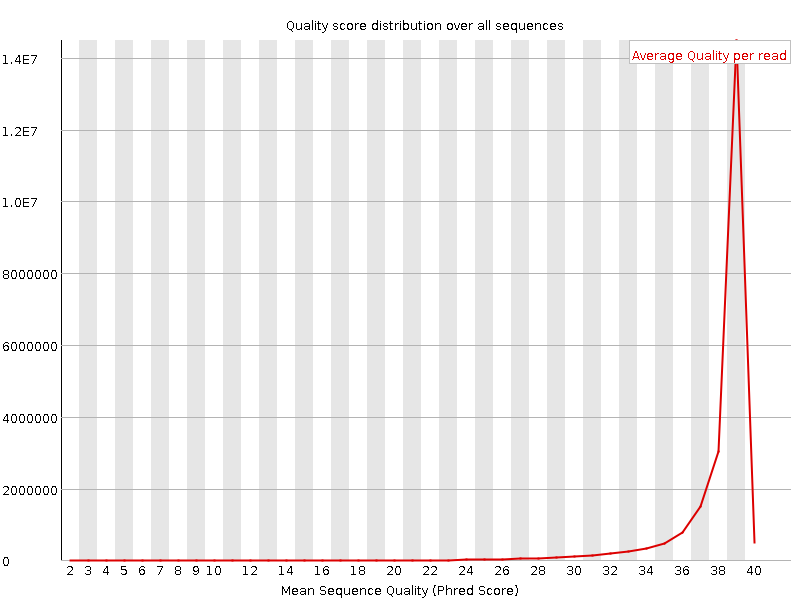 Quality score distribution over all sequences
Average Quality per read
1.4E7
1.2E7
1.0E7
8000000
6000000
4000000
2000000
0
2 3 4 5 6 7 8 9 10 12 14 16 18 20 22 24 26 28 30 32 34 36 38 40
Mean Sequence Quality (Phred Score)